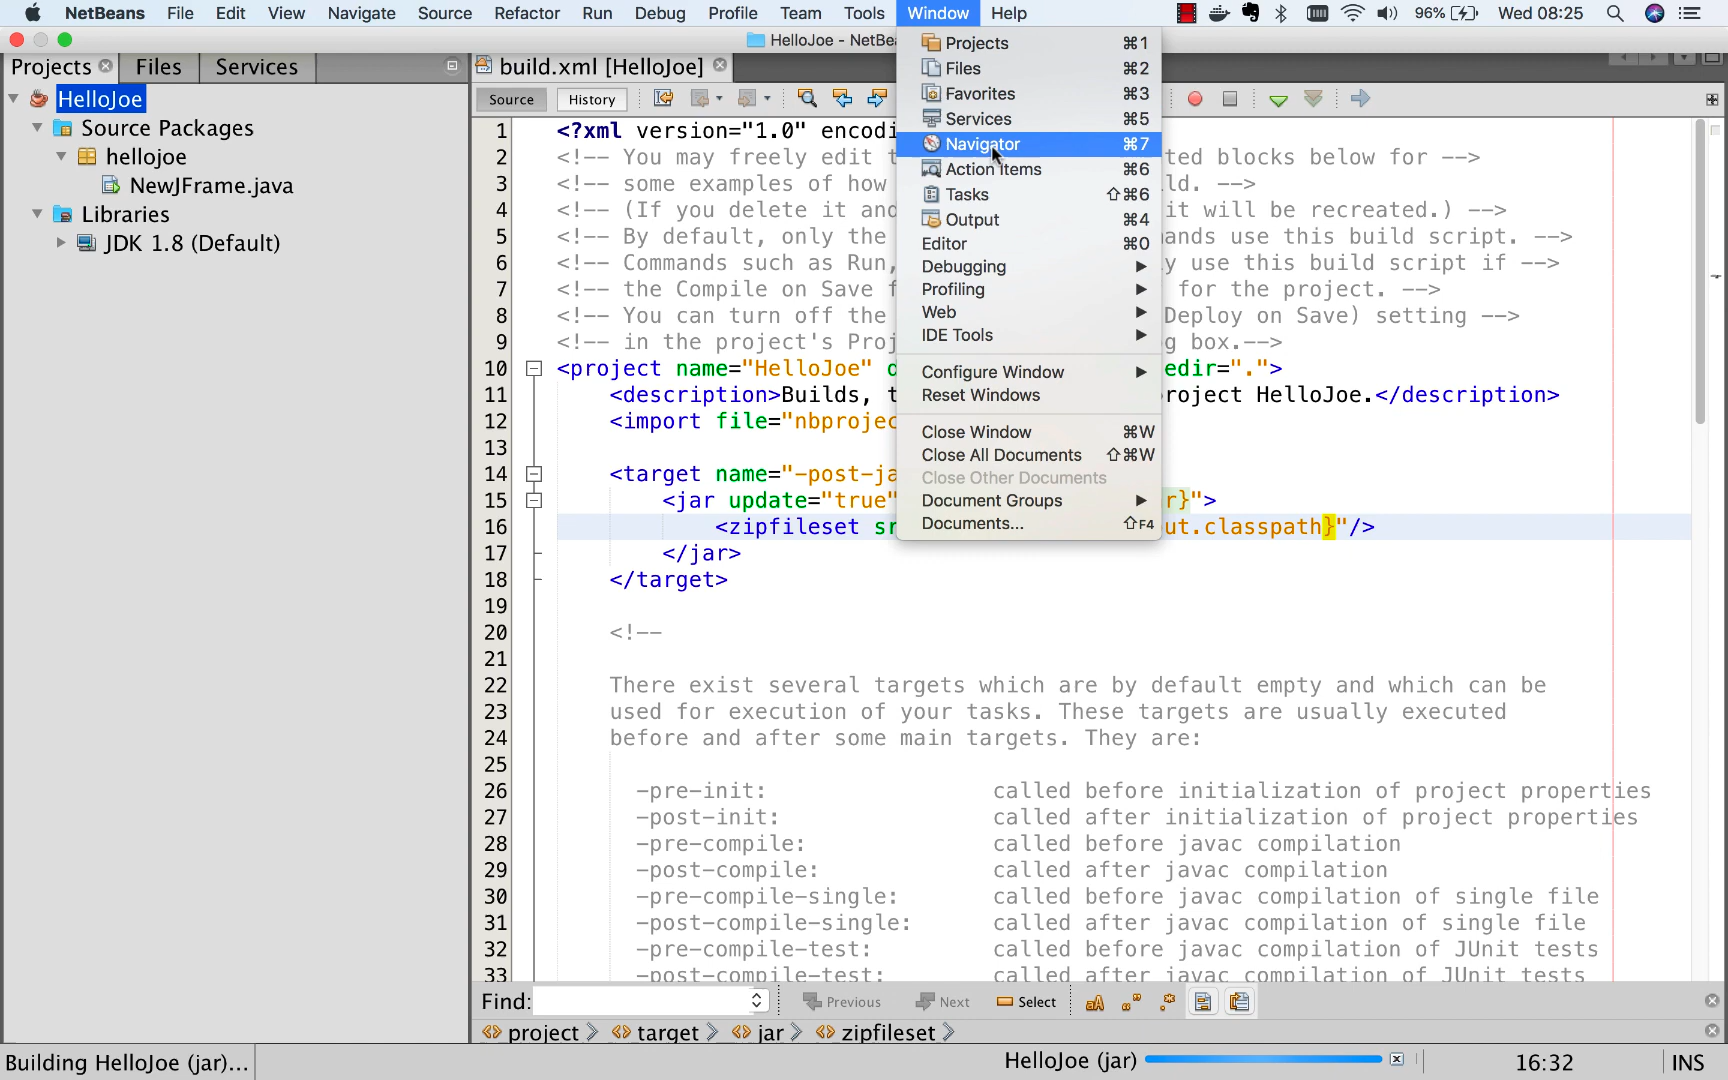 NetBeans File Edit View Navigate Source Refactor Run Debug Profile Team Tools Window Help 96% Wed 08:25
HelloJoe - NetBea
Projects Files Services
build.xml [HelloJoe]
Source History
HelloJoe
Source Packages
hellojoe
NewJFrame.java
Libraries
JDK 1.8 (Default)
Projects ⌘1
Files ⌘2
Favorites ⌘3
Services ⌘5
Navigator ⌘7
Action Items ⌘6
Tasks ⇧⌘6
Output ⌘4
Editor ⌘0
Debugging ▶
Profiling ▶
Web ▶
IDE Tools ▶
Configure Window ▶
Reset Windows
Close Window ⌘W
Close All Documents ⇧⌘W
Close Other Documents
Document Groups ▶
Documents... ⇧F4
1 <?xml version="1.0" encodi
2 <!-- You may freely edit t ted blocks below for -->
3 <!-- some examples of how ld. -->
4 <!-- (If you delete it and it will be recreated.) -->
5 <!-- By default, only the ands use this build script. -->
6 <!-- Commands such as Run, y use this build script if -->
7 <!-- the Compile on Save f for the project. -->
8 <!-- You can turn off the Deploy on Save) setting -->
9 <!-- in the project's Proj g box.-->
10 <project name="HelloJoe" d edir=".">
11 <description>Builds, t roject HelloJoe.</description>
12 <import file="nbprojec
13
14 <target name="-post-ja
15 <jar update="true" r}">
16 <zipfileset sr ut.classpath}"/>
17 </jar>
18 </target>
19
20 <!--
21
22 There exist several targets which are by default empty and which can be
23 used for execution of your tasks. These targets are usually executed
24 before and after some main targets. They are:
25
26 -pre-init: called before initialization of project properties
27 -post-init: called after initialization of project properties
28 -pre-compile: called before javac compilation
29 -post-compile: called after javac compilation
30 -pre-compile-single: called before javac compilation of single file
31 -post-compile-single: called after javac compilation of single file
32 -pre-compile-test: called before javac compilation of JUnit tests
33 -post-compile-test: called after javac compilation of JUnit tests
Find: Previous Next Select
project target jar zipfileset
Building HelloJoe (jar)... HelloJoe (jar) 16:32 INS